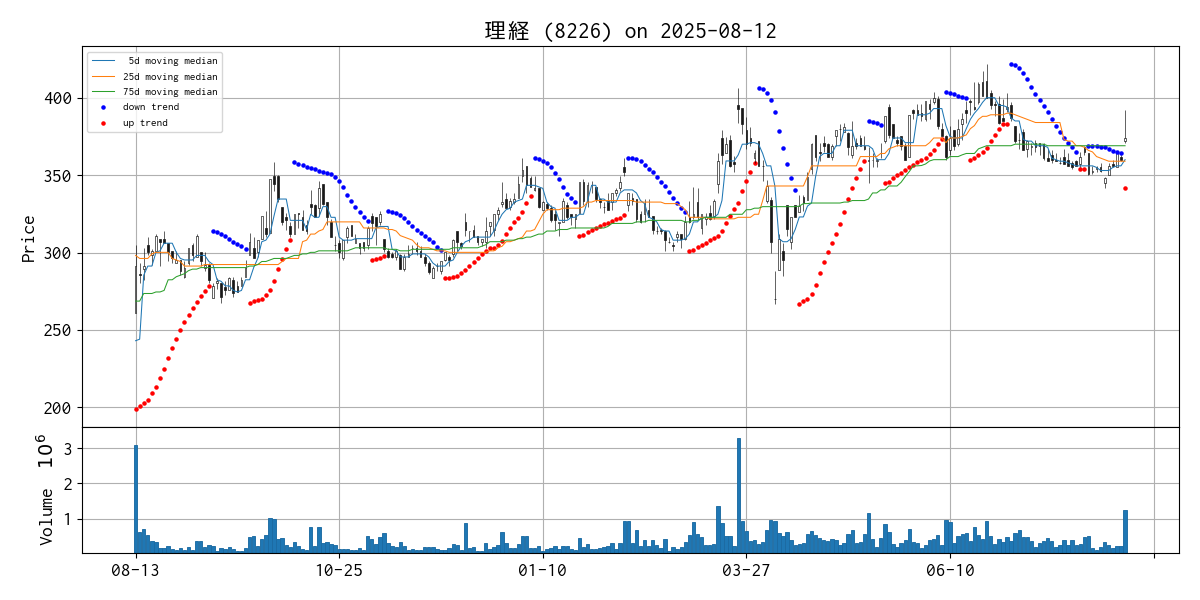 理経 (8226) on 2025-08-12
5d moving median
25d moving median
75d moving median
down trend
up trend
Price
400
350
300
250
200
Volume 10^6
3
2
1
08-13
10-25
01-10
03-27
06-10